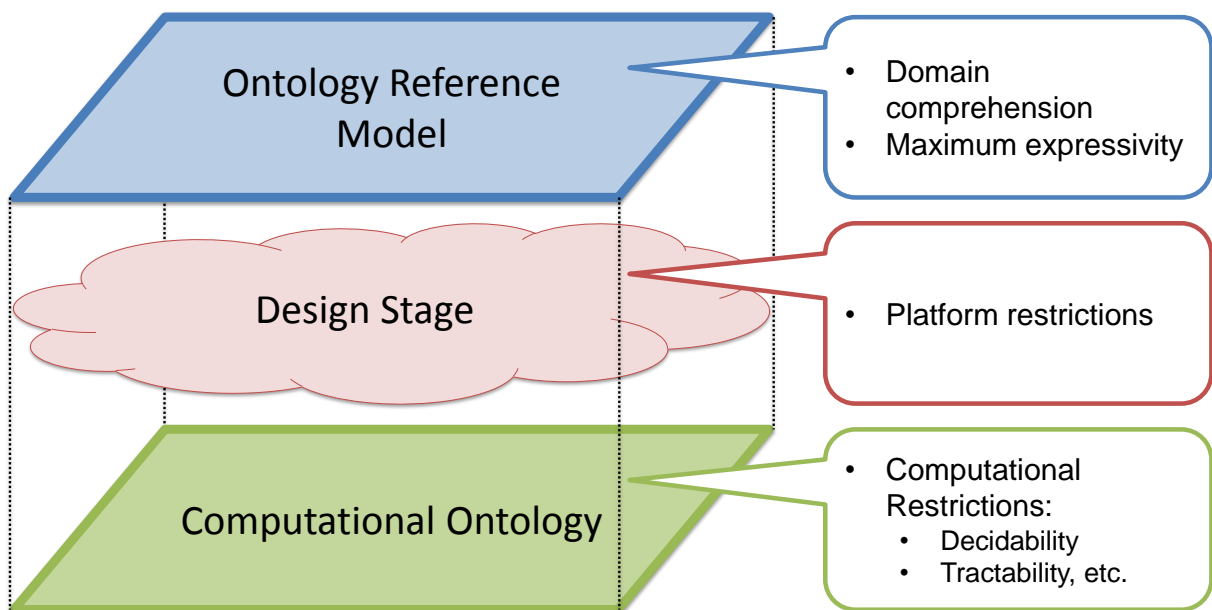 Ontology Reference
Model
• Domain
comprehension
• Maximum expressivity
Design Stage
• Platform restrictions
Computational Ontology
• Computational
Restrictions:
• Decidability
• Tractability, etc.